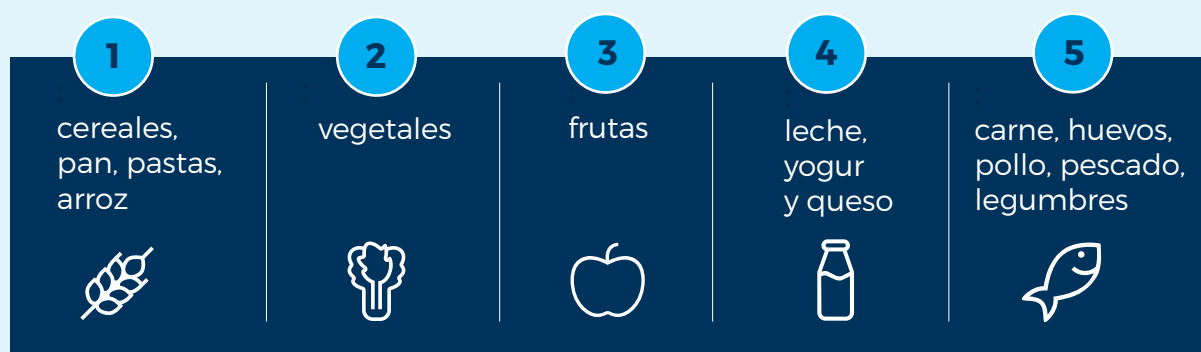 1
cereales,
pan, pastas,
arroz
2
vegetales
3
frutas
4
leche,
yogur
y queso
5
carne, huevos,
pollo, pescado,
legumbres